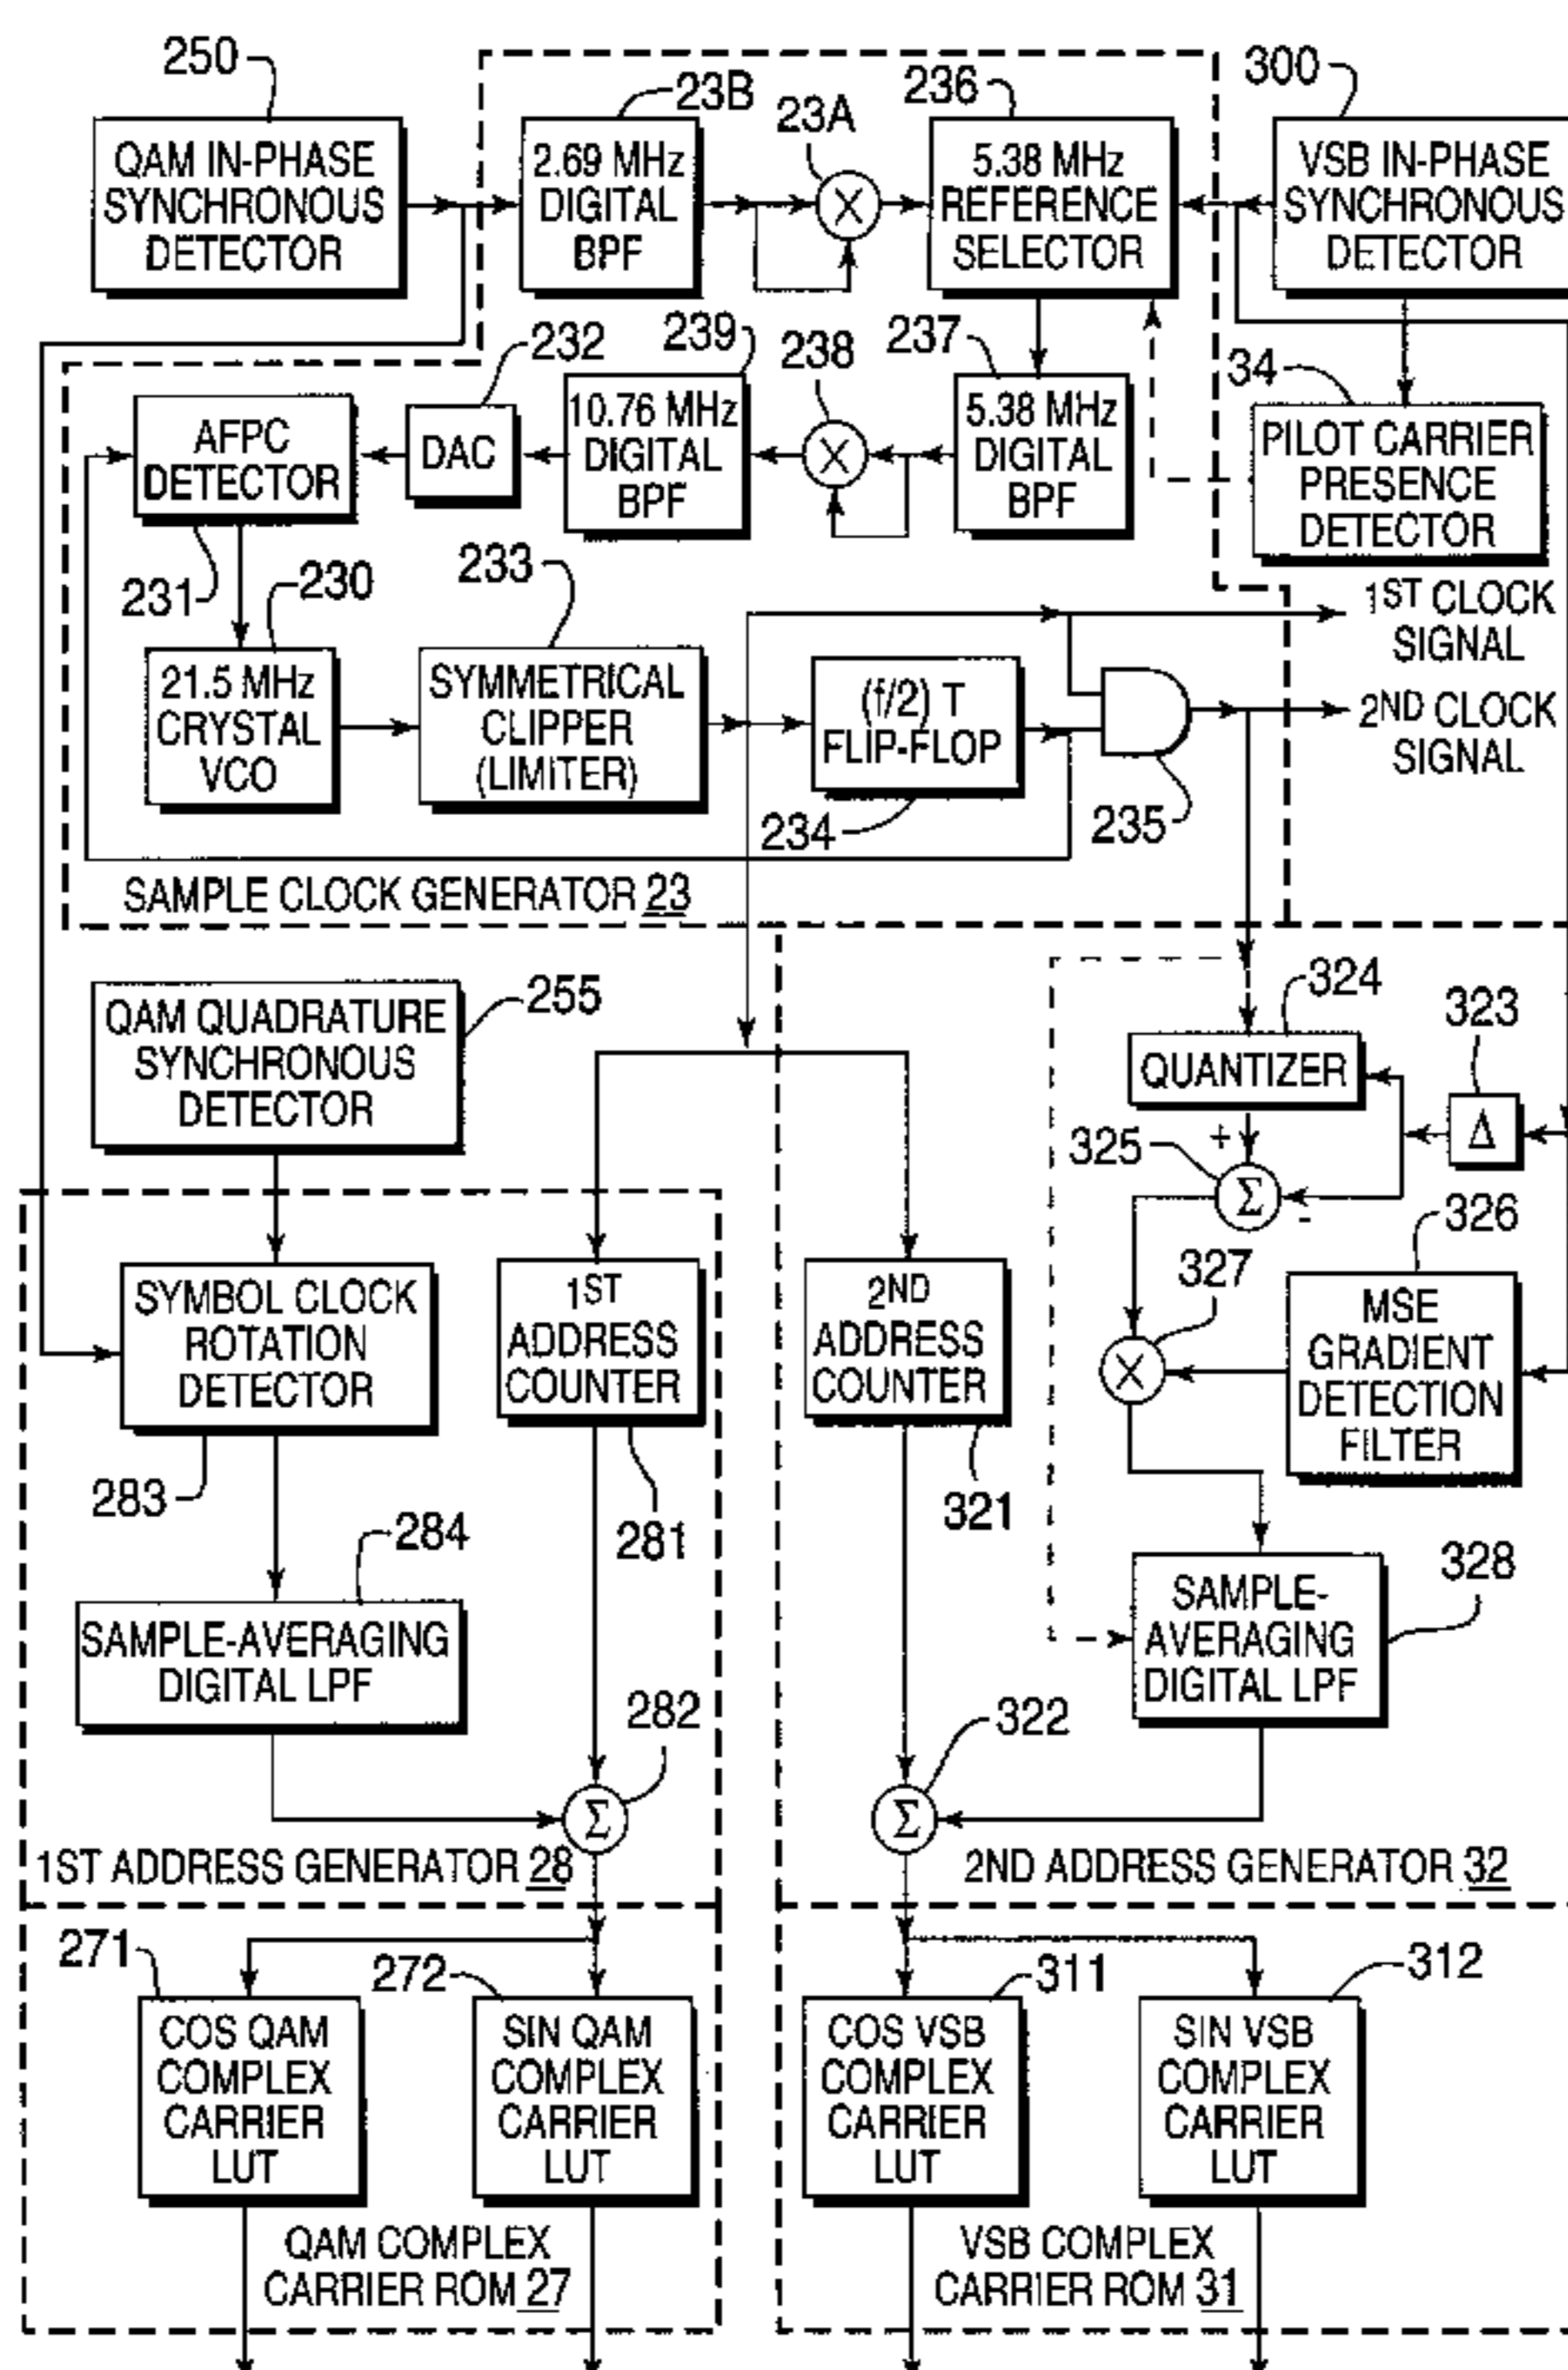 250
23B
23A
236
300
QAM IN-PHASE
SYNCHRONOUS
DETECTOR
2.69 MHz
DIGITAL
BPF
X
5.38 MHz
REFERENCE
SELECTOR
VSB IN-PHASE
SYNCHRONOUS
DETECTOR
232
239
238
237
34
AFPC
DETECTOR
DAC
10.76 MHz
DIGITAL
BPF
X
5.38 MHz
DIGITAL
BPF
PILOT CARRIER
PRESENCE
DETECTOR
231
230
233
1ST CLOCK
SIGNAL
21.5 MHz
CRYSTAL
VCO
SYMMETRICAL
CLIPPER
(LIMITER)
(f/2) T
FLIP-FLOP
2ND CLOCK
SIGNAL
234
235
SAMPLE CLOCK GENERATOR 23
QAM QUADRATURE
SYNCHRONOUS
DETECTOR
255
324
323
QUANTIZER
Δ
325
+
Σ
-
326
327
SYMBOL CLOCK
ROTATION
DETECTOR
1ST
ADDRESS
COUNTER
2ND
ADDRESS
COUNTER
X
MSE
GRADIENT
DETECTION
FILTER
283
281
321
284
328
SAMPLE-AVERAGING
DIGITAL LPF
SAMPLE-
AVERAGING
DIGITAL LPF
282
322
Σ
Σ
1ST ADDRESS GENERATOR 28
2ND ADDRESS GENERATOR 32
271
272
311
312
COS QAM
COMPLEX
CARRIER
LUT
SIN QAM
COMPLEX
CARRIER
LUT
COS VSB
COMPLEX
CARRIER
LUT
SIN VSB
COMPLEX
CARRIER
LUT
QAM COMPLEX
CARRIER ROM 27
VSB COMPLEX
CARRIER ROM 31